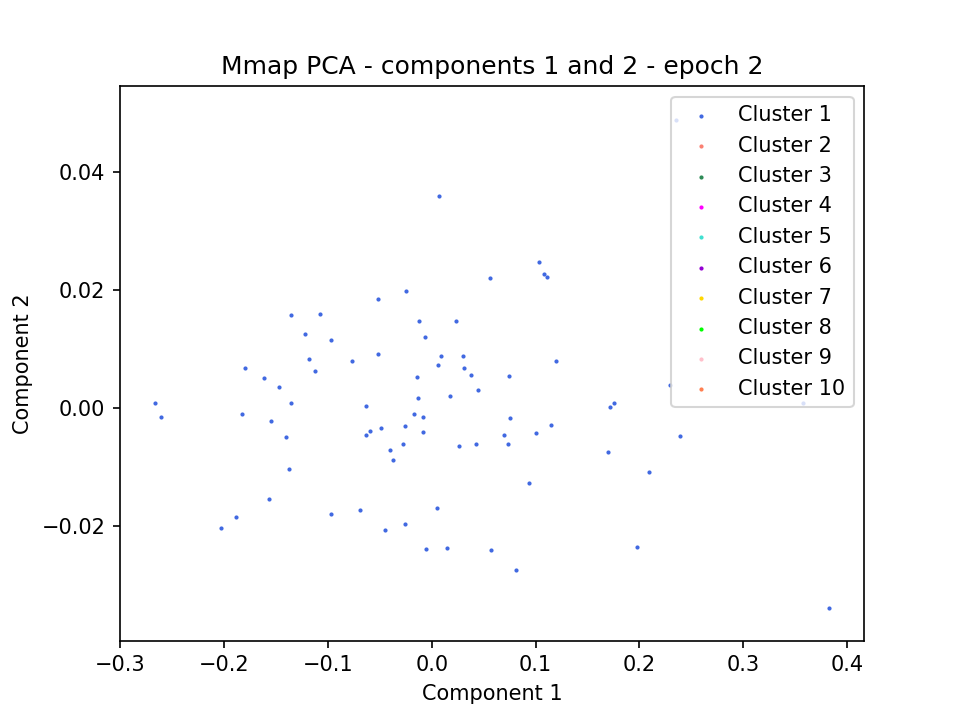 Mmap PCA - components 1 and 2 - epoch 2
Cluster 1
Cluster 2
Cluster 3
Cluster 4
Cluster 5
Cluster 6
Cluster 7
Cluster 8
Cluster 9
Cluster 10
Component 2
0.04
0.02
0.00
−0.02
−0.3
−0.2
−0.1
0.0
0.1
0.2
0.3
0.4
Component 1